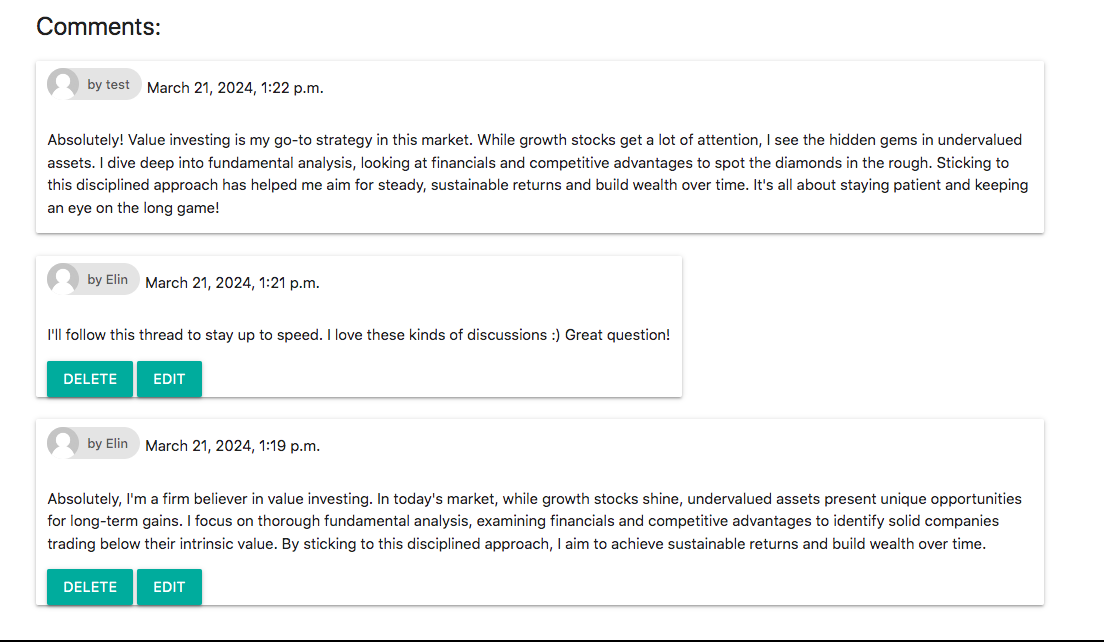 Comments:
by test March 21, 2024, 1:22 p.m.
Absolutely! Value investing is my go-to strategy in this market. While growth stocks get a lot of attention, I see the hidden gems in undervalued
assets. I dive deep into fundamental analysis, looking at financials and competitive advantages to spot the diamonds in the rough. Sticking to
this disciplined approach has helped me aim for steady, sustainable returns and build wealth over time. It's all about staying patient and keeping
an eye on the long game!
by Elin March 21, 2024, 1:21 p.m.
I'll follow this thread to stay up to speed. I love these kinds of discussions :) Great question!
DELETE EDIT
by Elin March 21, 2024, 1:19 p.m.
Absolutely, I'm a firm believer in value investing. In today's market, while growth stocks shine, undervalued assets present unique opportunities
for long-term gains. I focus on thorough fundamental analysis, examining financials and competitive advantages to identify solid companies
trading below their intrinsic value. By sticking to this disciplined approach, I aim to achieve sustainable returns and build wealth over time.
DELETE EDIT